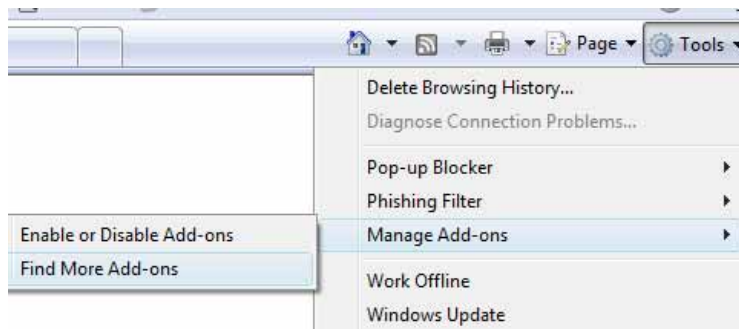 Page
Tools
Delete Browsing History...
Diagnose Connection Problems...
Pop-up Blocker
Phishing Filter
Manage Add-ons
Enable or Disable Add-ons
Find More Add-ons
Work Offline
Windows Update